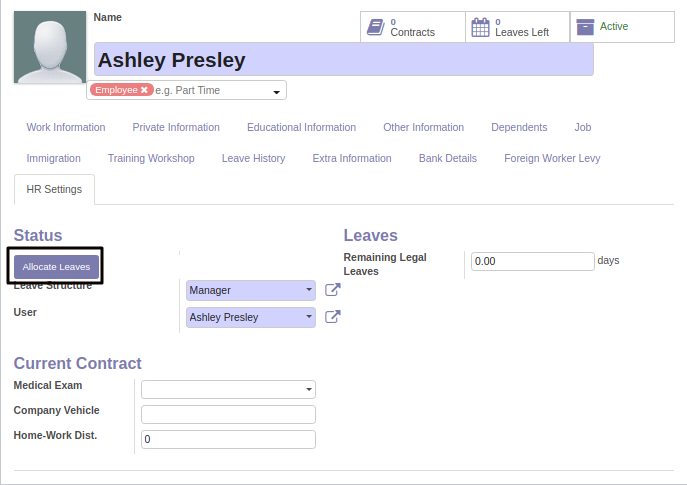 Name
0
Contracts
0
Leaves Left
Active
Ashley Presley
Employee ✖ e.g. Part Time
Work Information Private Information Educational Information Other Information Dependents Job
Immigration Training Workshop Leave History Extra Information Bank Details Foreign Worker Levy
HR Settings
Status Leaves
Allocate Leaves
Remaining Legal Leaves 0.00 days
Leave Structure Manager
User Ashley Presley
Current Contract
Medical Exam
Company Vehicle
Home-Work Dist. 0